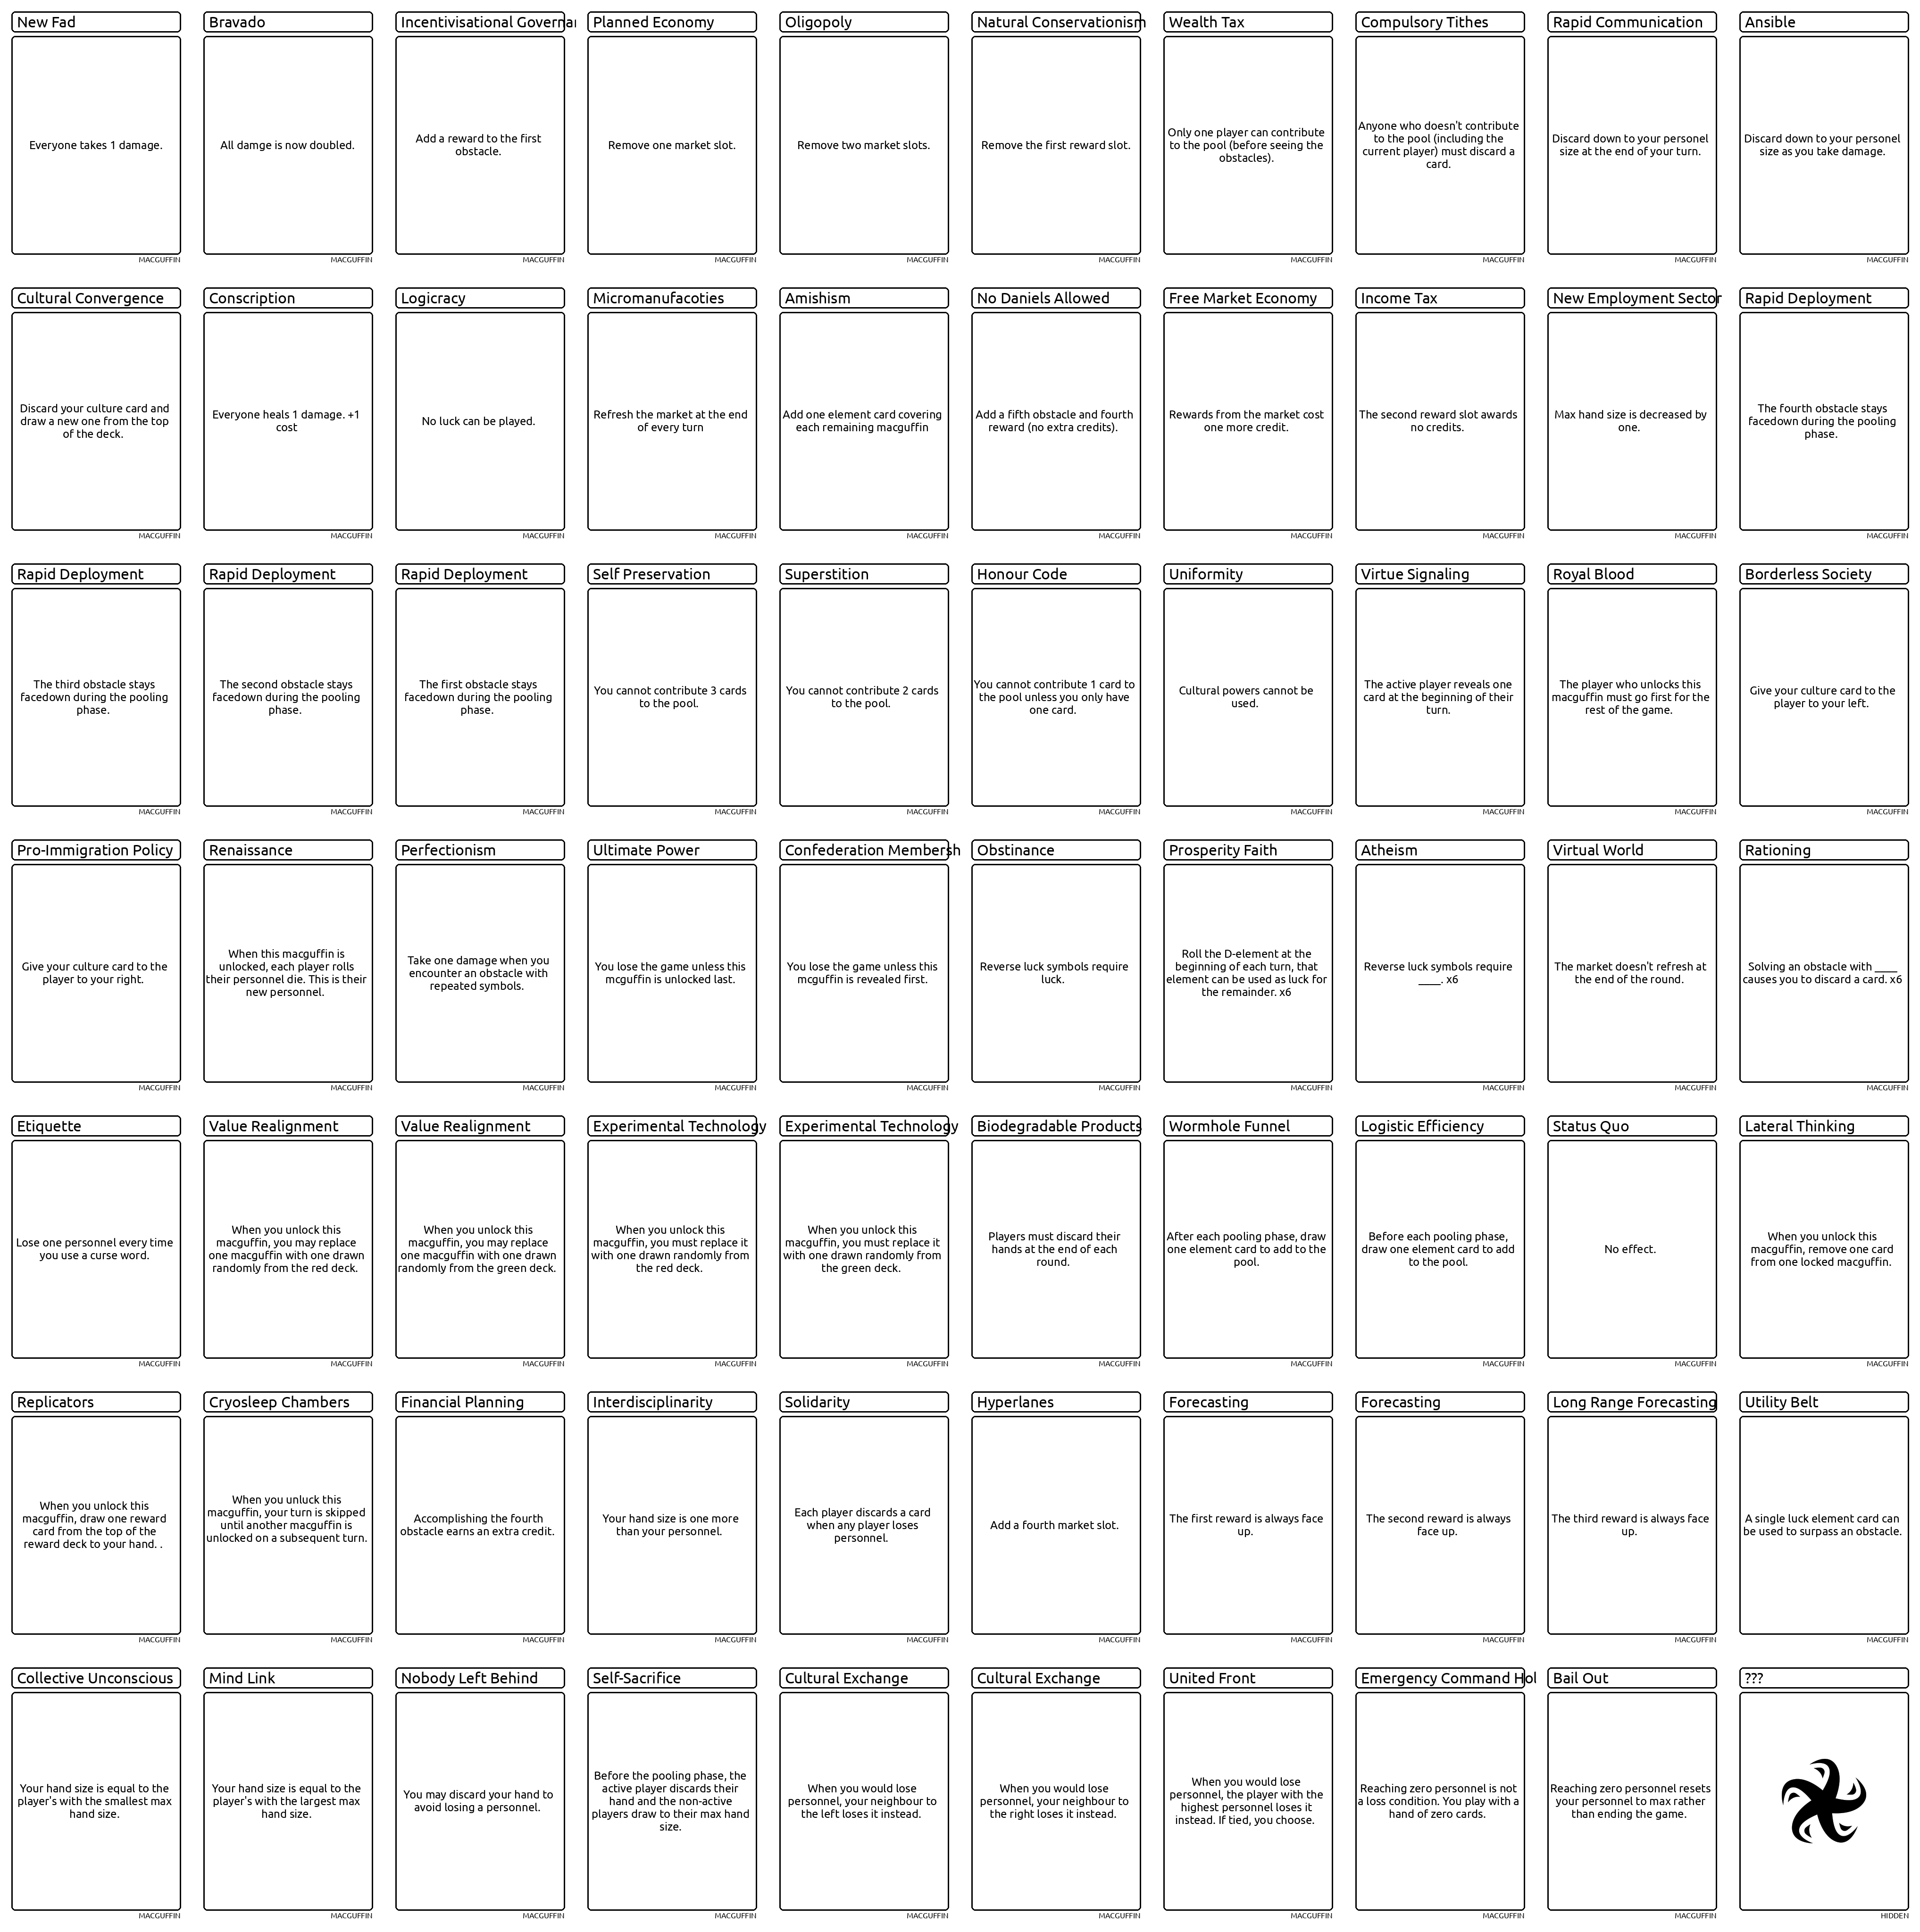 New Fad
Everyone takes 1 damage.
MACGUFFIN
Bravado
All damge is now doubled.
MACGUFFIN
Incentivisational Governa
Add a reward to the first
obstacle.
MACGUFFIN
Planned Economy
Remove one market slot.
MACGUFFIN
Oligopoly
Remove two market slots.
MACGUFFIN
Natural Conservationism
Remove the first reward slot.
MACGUFFIN
Wealth Tax
Only one player can contribute
to the pool (before seeing the
obstacles).
MACGUFFIN
Compulsory Tithes
Anyone who doesn't contribute
to the pool (including the
current player) must discard a
card.
MACGUFFIN
Rapid Communication
Discard down to your personel
size at the end of your turn.
MACGUFFIN
Ansible
Discard down to your personel
size as you take damage.
MACGUFFIN
Cultural Convergence
Discard your culture card and
draw a new one from the top
of the deck.
MACGUFFIN
Conscription
Everyone heals 1 damage. +1
cost
MACGUFFIN
Logicracy
No luck can be played.
MACGUFFIN
Micromanufacoties
Refresh the market at the end
of every turn
MACGUFFIN
Amishism
Add one element card covering
each remaining macguffin
MACGUFFIN
No Daniels Allowed
Add a fifth obstacle and fourth
reward (no extra credits).
MACGUFFIN
Free Market Economy
Rewards from the market cost
one more credit.
MACGUFFIN
Income Tax
The second reward slot awards
no credits.
MACGUFFIN
New Employment Sector
Max hand size is decreased by
one.
MACGUFFIN
Rapid Deployment
The fourth obstacle stays
facedown during the pooling
phase.
MACGUFFIN
Rapid Deployment
The third obstacle stays
facedown during the pooling
phase.
MACGUFFIN
Rapid Deployment
The second obstacle stays
facedown during the pooling
phase.
MACGUFFIN
Rapid Deployment
The first obstacle stays
facedown during the pooling
phase.
MACGUFFIN
Self Preservation
You cannot contribute 3 cards
to the pool.
MACGUFFIN
Superstition
You cannot contribute 2 cards
to the pool.
MACGUFFIN
Honour Code
You cannot contribute 1 card to
the pool unless you only have
one card.
MACGUFFIN
Uniformity
Cultural powers cannot be
used.
MACGUFFIN
Virtue Signaling
The active player reveals one
card at the beginning of their
turn.
MACGUFFIN
Royal Blood
The player who unlocks this
macguffin must go first for the
rest of the game.
MACGUFFIN
Borderless Society
Give your culture card to the
player to your left.
MACGUFFIN
Pro-Immigration Policy
Give your culture card to the
player to your right.
MACGUFFIN
Renaissance
When this macguffin is
unlocked, each player rolls
their personnel die. This is their
new personnel.
MACGUFFIN
Perfectionism
Take one damage when you
encounter an obstacle with
repeated symbols.
MACGUFFIN
Ultimate Power
You lose the game unless this
mcguffin is unlocked last.
MACGUFFIN
Confederation Membersh
You lose the game unless this
mcguffin is revealed first.
MACGUFFIN
Obstinance
Reverse luck symbols require
luck.
MACGUFFIN
Prosperity Faith
Roll the D-element at the
beginning of each turn, that
element can be used as luck for
the remainder. x6
MACGUFFIN
Atheism
Reverse luck symbols require
____. x6
MACGUFFIN
Virtual World
The market doesn't refresh at
the end of the round.
MACGUFFIN
Rationing
Solving an obstacle with ____
causes you to discard a card. x6
MACGUFFIN
Etiquette
Lose one personnel every time
you use a curse word.
MACGUFFIN
Value Realignment
When you unlock this
macguffin, you may replace
one macguffin with one drawn
randomly from the red deck.
MACGUFFIN
Value Realignment
When you unlock this
macguffin, you may replace
one macguffin with one drawn
randomly from the green deck.
MACGUFFIN
Experimental Technology
When you unlock this
macguffin, you must replace it
with one drawn randomly from
the red deck.
MACGUFFIN
Experimental Technology
When you unlock this
macguffin, you must replace it
with one drawn randomly from
the green deck.
MACGUFFIN
Biodegradable Products
Players must discard their
hands at the end of each
round.
MACGUFFIN
Wormhole Funnel
After each pooling phase, draw
one element card to add to the
pool.
MACGUFFIN
Logistic Efficiency
Before each pooling phase,
draw one element card to add
to the pool.
MACGUFFIN
Status Quo
No effect.
MACGUFFIN
Lateral Thinking
When you unlock this
macguffin, remove one card
from one locked macguffin.
MACGUFFIN
Replicators
When you unlock this
macguffin, draw one reward
card from the top of the
reward deck to your hand. .
MACGUFFIN
Cryosleep Chambers
When you unluck this
macguffin, your turn is skipped
until another macguffin is
unlocked on a subsequent turn.
MACGUFFIN
Financial Planning
Accomplishing the fourth
obstacle earns an extra credit.
MACGUFFIN
Interdisciplinarity
Your hand size is one more
than your personnel.
MACGUFFIN
Solidarity
Each player discards a card
when any player loses
personnel.
MACGUFFIN
Hyperlanes
Add a fourth market slot.
MACGUFFIN
Forecasting
The first reward is always face
up.
MACGUFFIN
Forecasting
The second reward is always
face up.
MACGUFFIN
Long Range Forecasting
The third reward is always face
up.
MACGUFFIN
Utility Belt
A single luck element card can
be used to surpass an obstacle.
MACGUFFIN
Collective Unconscious
Your hand size is equal to the
player's with the smallest max
hand size.
MACGUFFIN
Mind Link
Your hand size is equal to the
player's with the largest max
hand size.
MACGUFFIN
Nobody Left Behind
You may discard your hand to
avoid losing a personnel.
MACGUFFIN
Self-Sacrifice
Before the pooling phase, the
active player discards their
hand and the non-active
players draw to their max hand
size.
MACGUFFIN
Cultural Exchange
When you would lose
personnel, your neighbour to
the left loses it instead.
MACGUFFIN
Cultural Exchange
When you would lose
personnel, your neighbour to
the right loses it instead.
MACGUFFIN
United Front
When you would lose
personnel, the player with the
highest personnel loses it
instead. If tied, you choose.
MACGUFFIN
Emergency Command Hol
Reaching zero personnel is not
a loss condition. You play with a
hand of zero cards.
MACGUFFIN
Bail Out
Reaching zero personnel resets
your personnel to max rather
than ending the game.
MACGUFFIN
???
HIDDEN